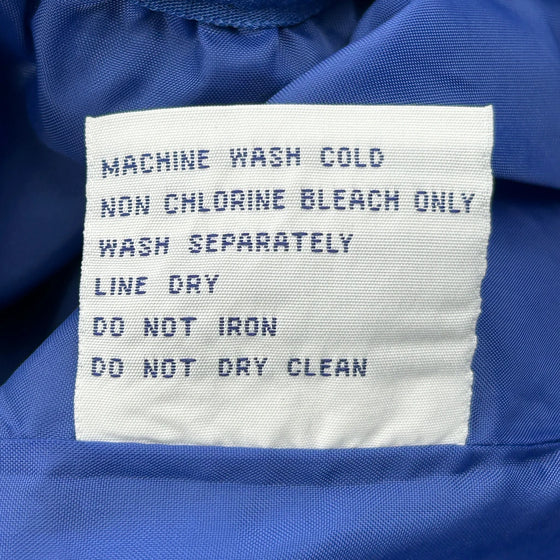 MACHINE WASH COLD
NON CHLORINE BLEACH ONLY
WASH SEPARATELY
LINE DRY
DO NOT IRON
DO NOT DRY CLEAN